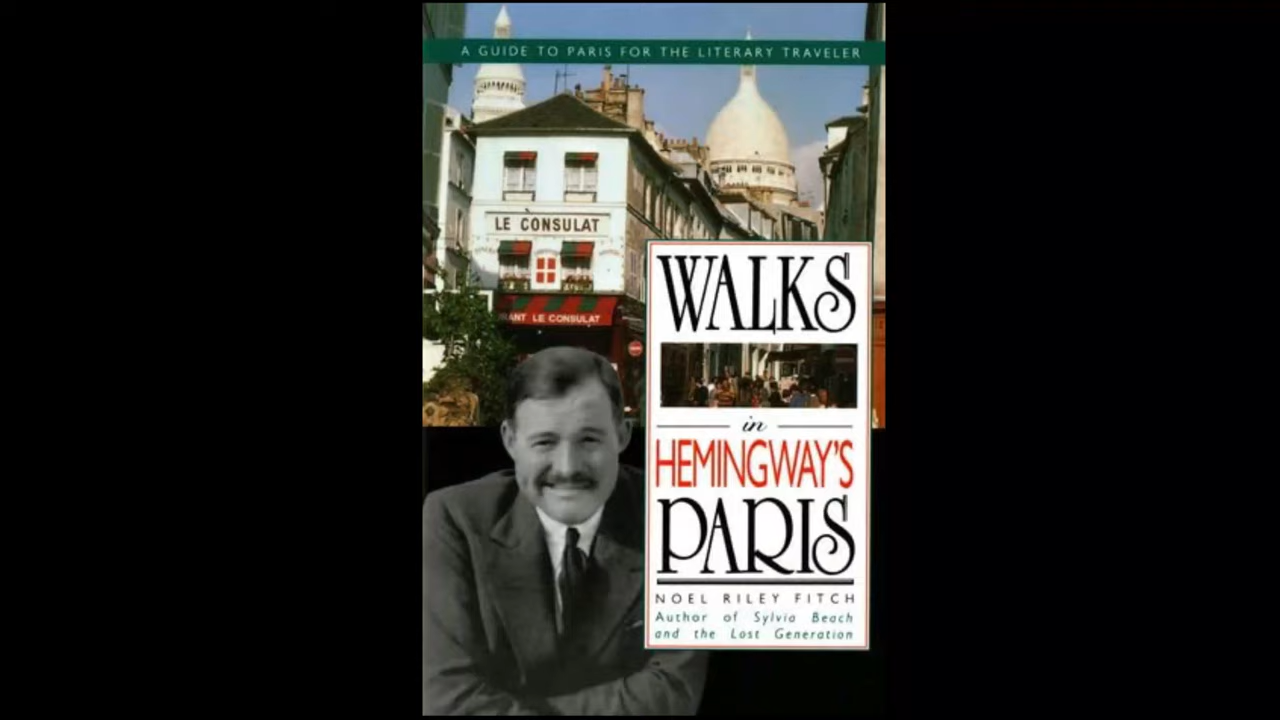 A GUIDE TO PARIS FOR THE LITERARY TRAVELER
LE CONSULAT
RANT LE CONSULAT
WALKS
in
HEMINGWAY'S
PARIS
NOEL RILEY FITCH
Author of Sylvia Beach
and the Lost Generation